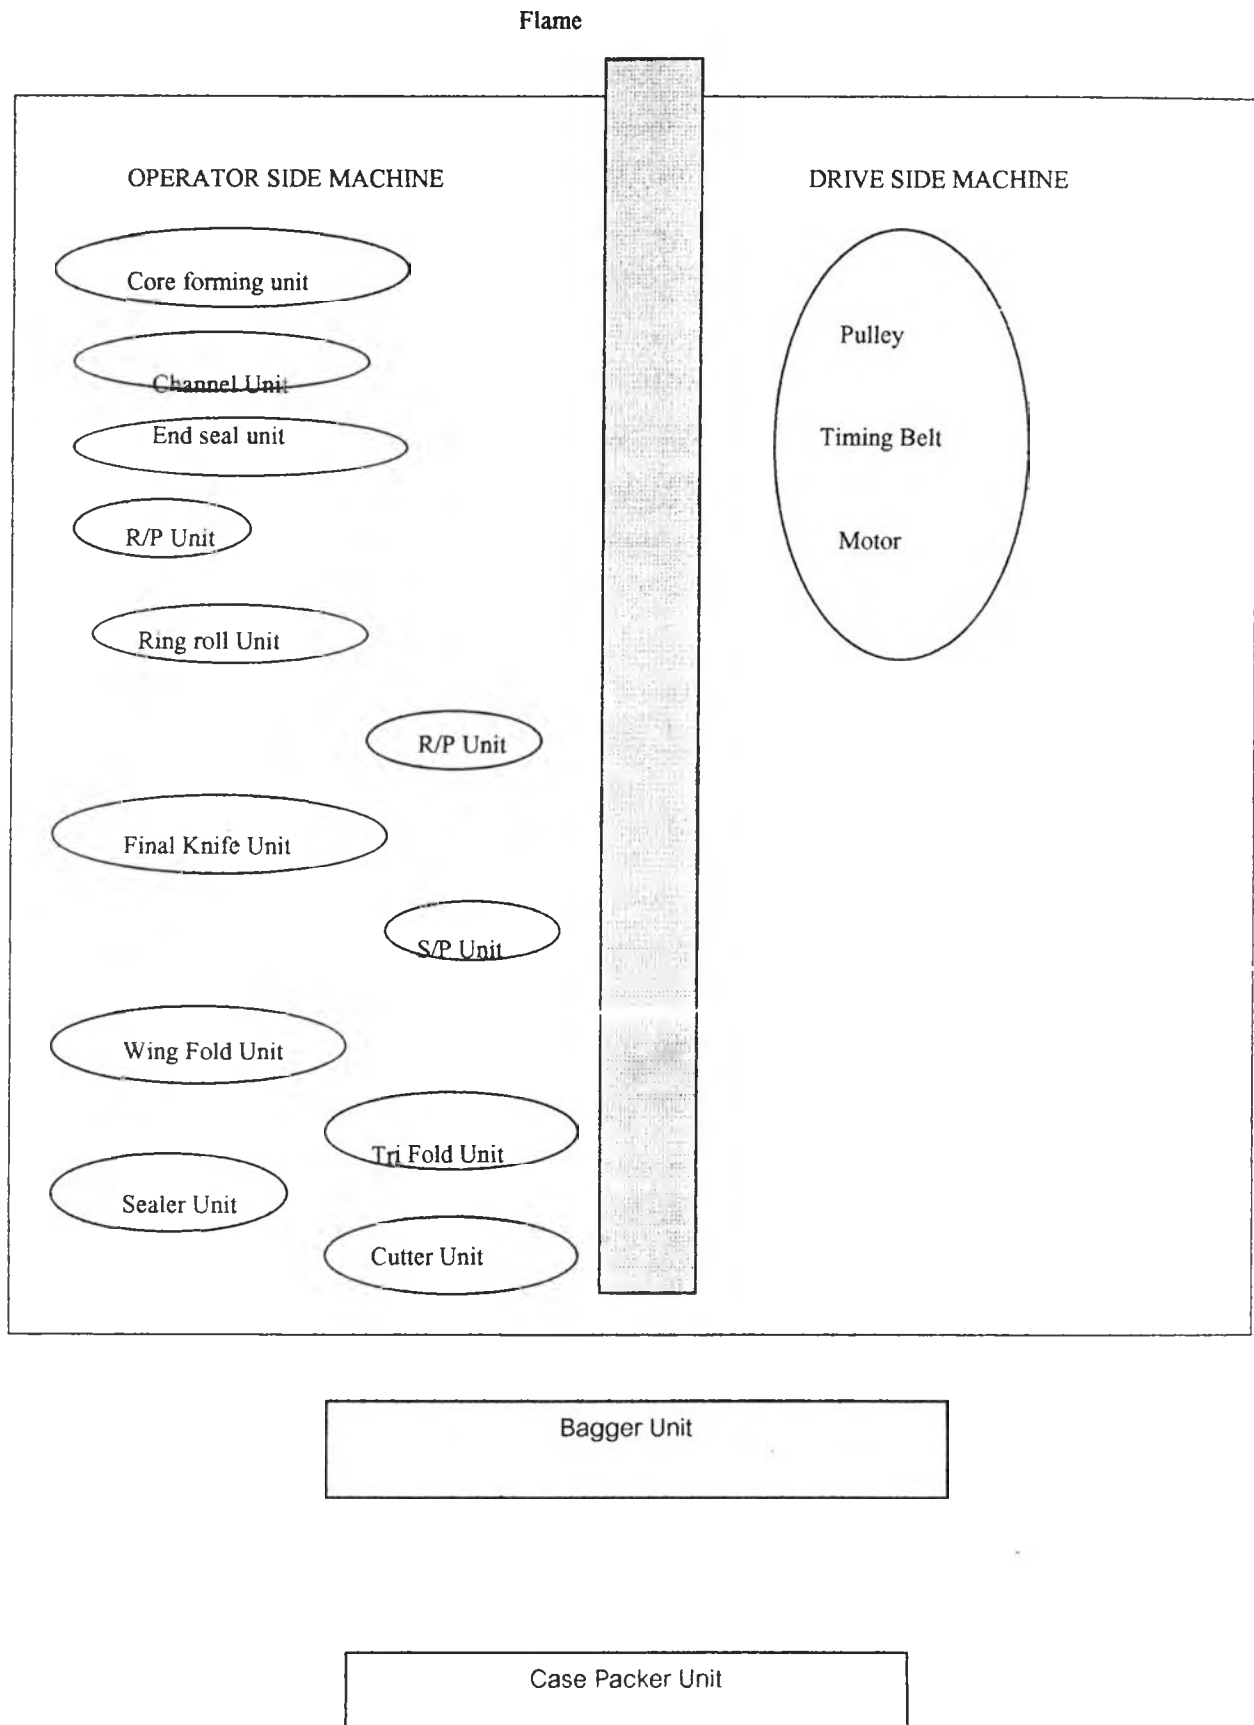 Flame
OPERATOR SIDE MACHINE
DRIVE SIDE MACHINE
Core forming unit
Channel Unit
End seal unit
R/P Unit
Ring roll Unit
R/P Unit
Final Knife Unit
S/P Unit
Wing Fold Unit
Tri Fold Unit
Sealer Unit
Cutter Unit
Pulley
Timing Belt
Motor
Bagger Unit
Case Packer Unit